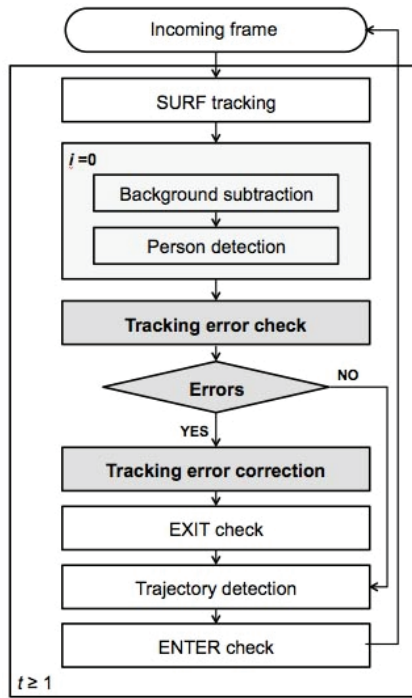 Incoming frame
SURF tracking
i =0
Background subtraction
Person detection
Tracking error check
Errors
NO
YES
Tracking error correction
EXIT check
Trajectory detection
ENTER check
t ≥ 1